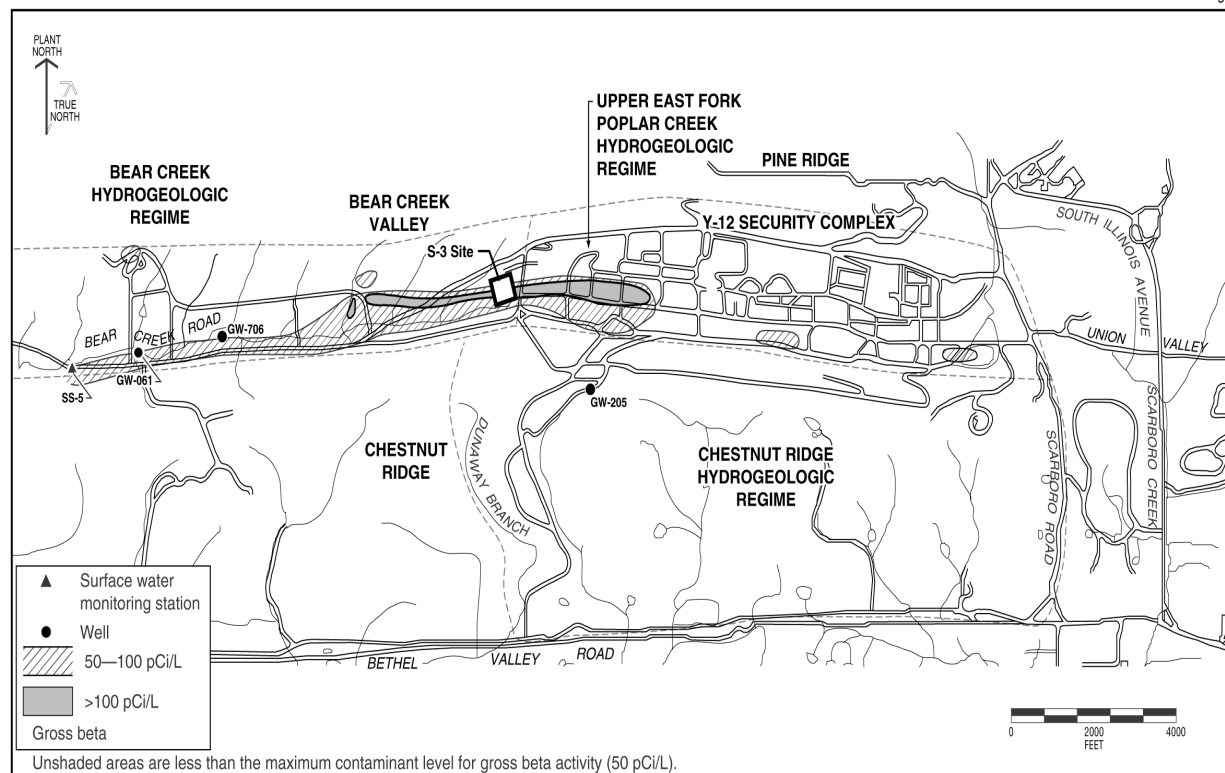 PLANT
NORTH
TRUE
NORTH
BEAR CREEK
HYDROGEOLOGIC
REGIME
BEAR CREEK
VALLEY
UPPER EAST FORK
POPLAR CREEK
HYDROGEOLOGIC
REGIME
PINE RIDGE
Y-12 SECURITY COMPLEX
SOUTH ILLINOIS AVENUE
S-3 Site
BEAR CREEK ROAD
GW-706
GW-061
SS-5
GW-205
UNION VALLEY
CHESTNUT
RIDGE
DUNAWAY BRANCH
CHESTNUT RIDGE
HYDROGEOLOGIC
REGIME
SCARBORO ROAD
SCARBORO CREEK
BETHEL VALLEY ROAD
▲ Surface water
monitoring station
● Well
50—100 pCi/L
>100 pCi/L
Gross beta
0 2000 4000
FEET
Unshaded areas are less than the maximum contaminant level for gross beta activity (50 pCi/L).